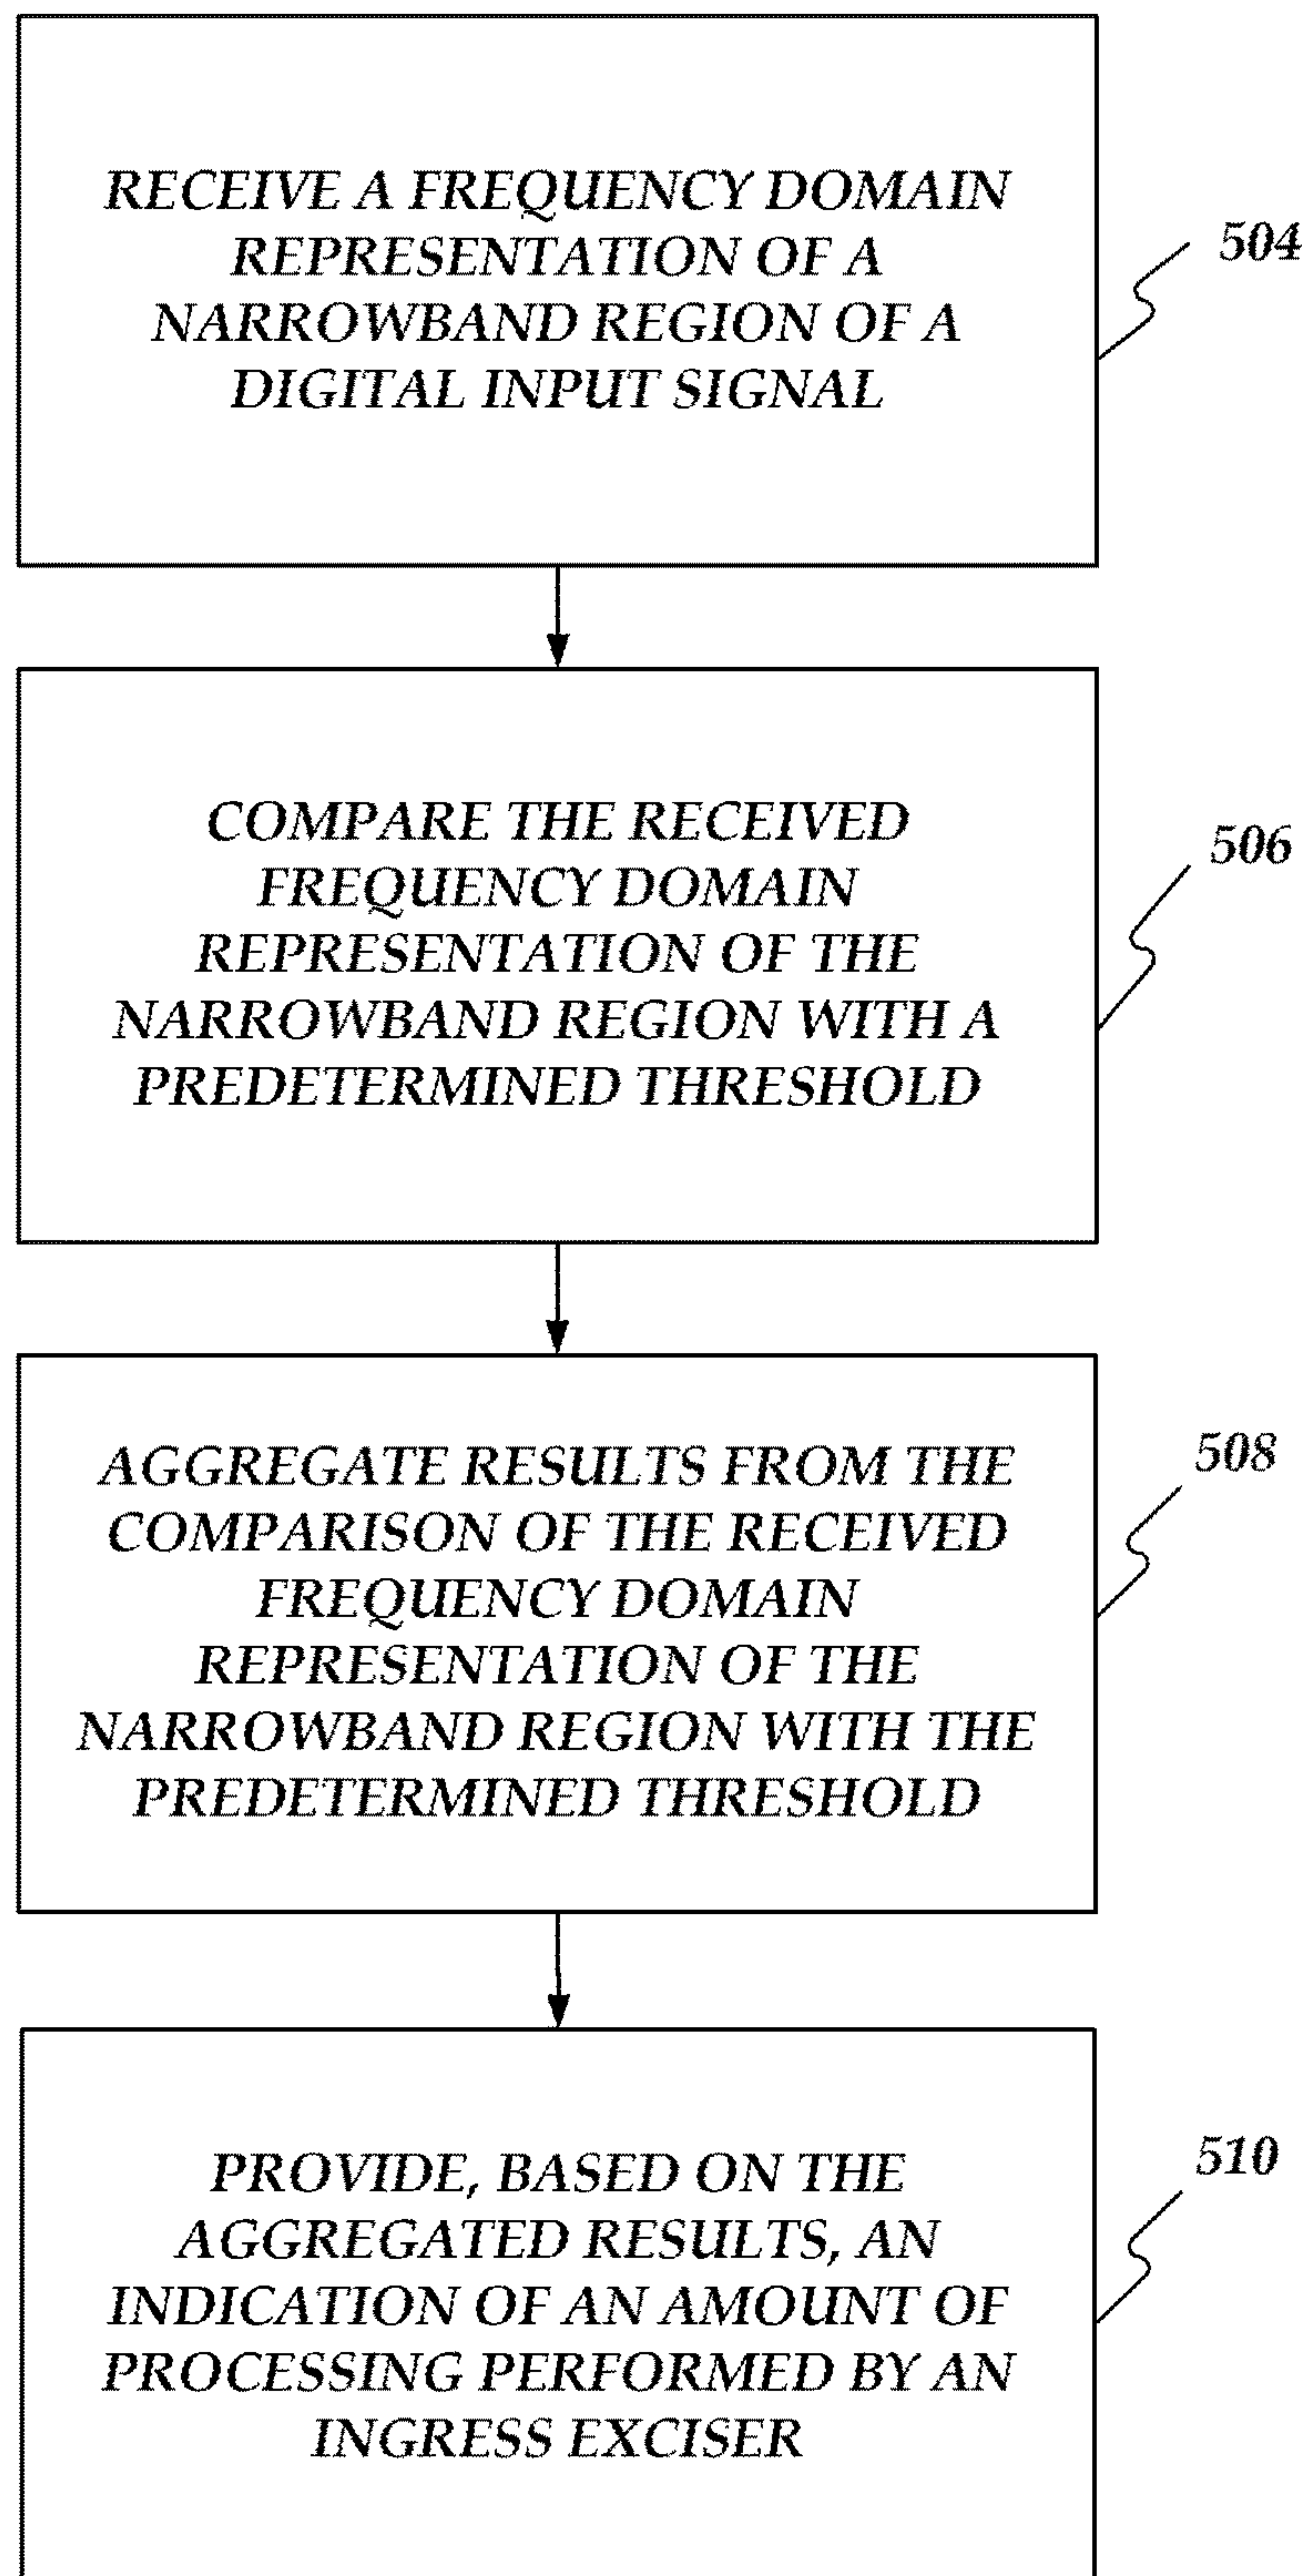 RECEIVE A FREQUENCY DOMAIN
REPRESENTATION OF A
NARROWBAND REGION OF A
DIGITAL INPUT SIGNAL
504
COMPARE THE RECEIVED
FREQUENCY DOMAIN
REPRESENTATION OF THE
NARROWBAND REGION WITH A
PREDETERMINED THRESHOLD
506
AGGREGATE RESULTS FROM THE
COMPARISON OF THE RECEIVED
FREQUENCY DOMAIN
REPRESENTATION OF THE
NARROWBAND REGION WITH THE
PREDETERMINED THRESHOLD
508
PROVIDE, BASED ON THE
AGGREGATED RESULTS, AN
INDICATION OF AN AMOUNT OF
PROCESSING PERFORMED BY AN
INGRESS EXCISER
510